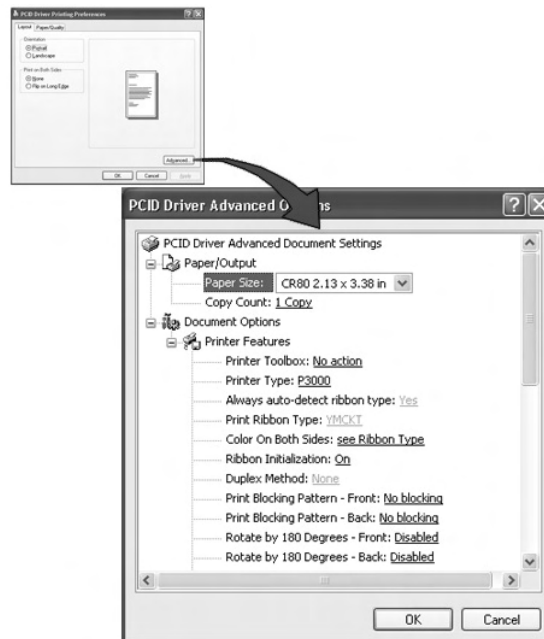 PCID Driver Printing Preferences
Layout Paper/Quality
Orientation
Portrait
Landscape
Print on Both Sides
None
Flip on Long Edge
Advanced...
OK Cancel Apply
PCID Driver Advanced Options
PCID Driver Advanced Document Settings
Paper/Output
Paper Size: CR80 2.13 x 3.38 in
Copy Count: 1 Copy
Document Options
Printer Features
Printer Toolbox: No action
Printer Type: P3000
Always auto-detect ribbon type: Yes
Print Ribbon Type: YMCKT
Color On Both Sides: see Ribbon Type
Ribbon Initialization: On
Duplex Method: None
Print Blocking Pattern - Front: No blocking
Print Blocking Pattern - Back: No blocking
Rotate by 180 Degrees - Front: Disabled
Rotate by 180 Degrees - Back: Disabled
OK Cancel